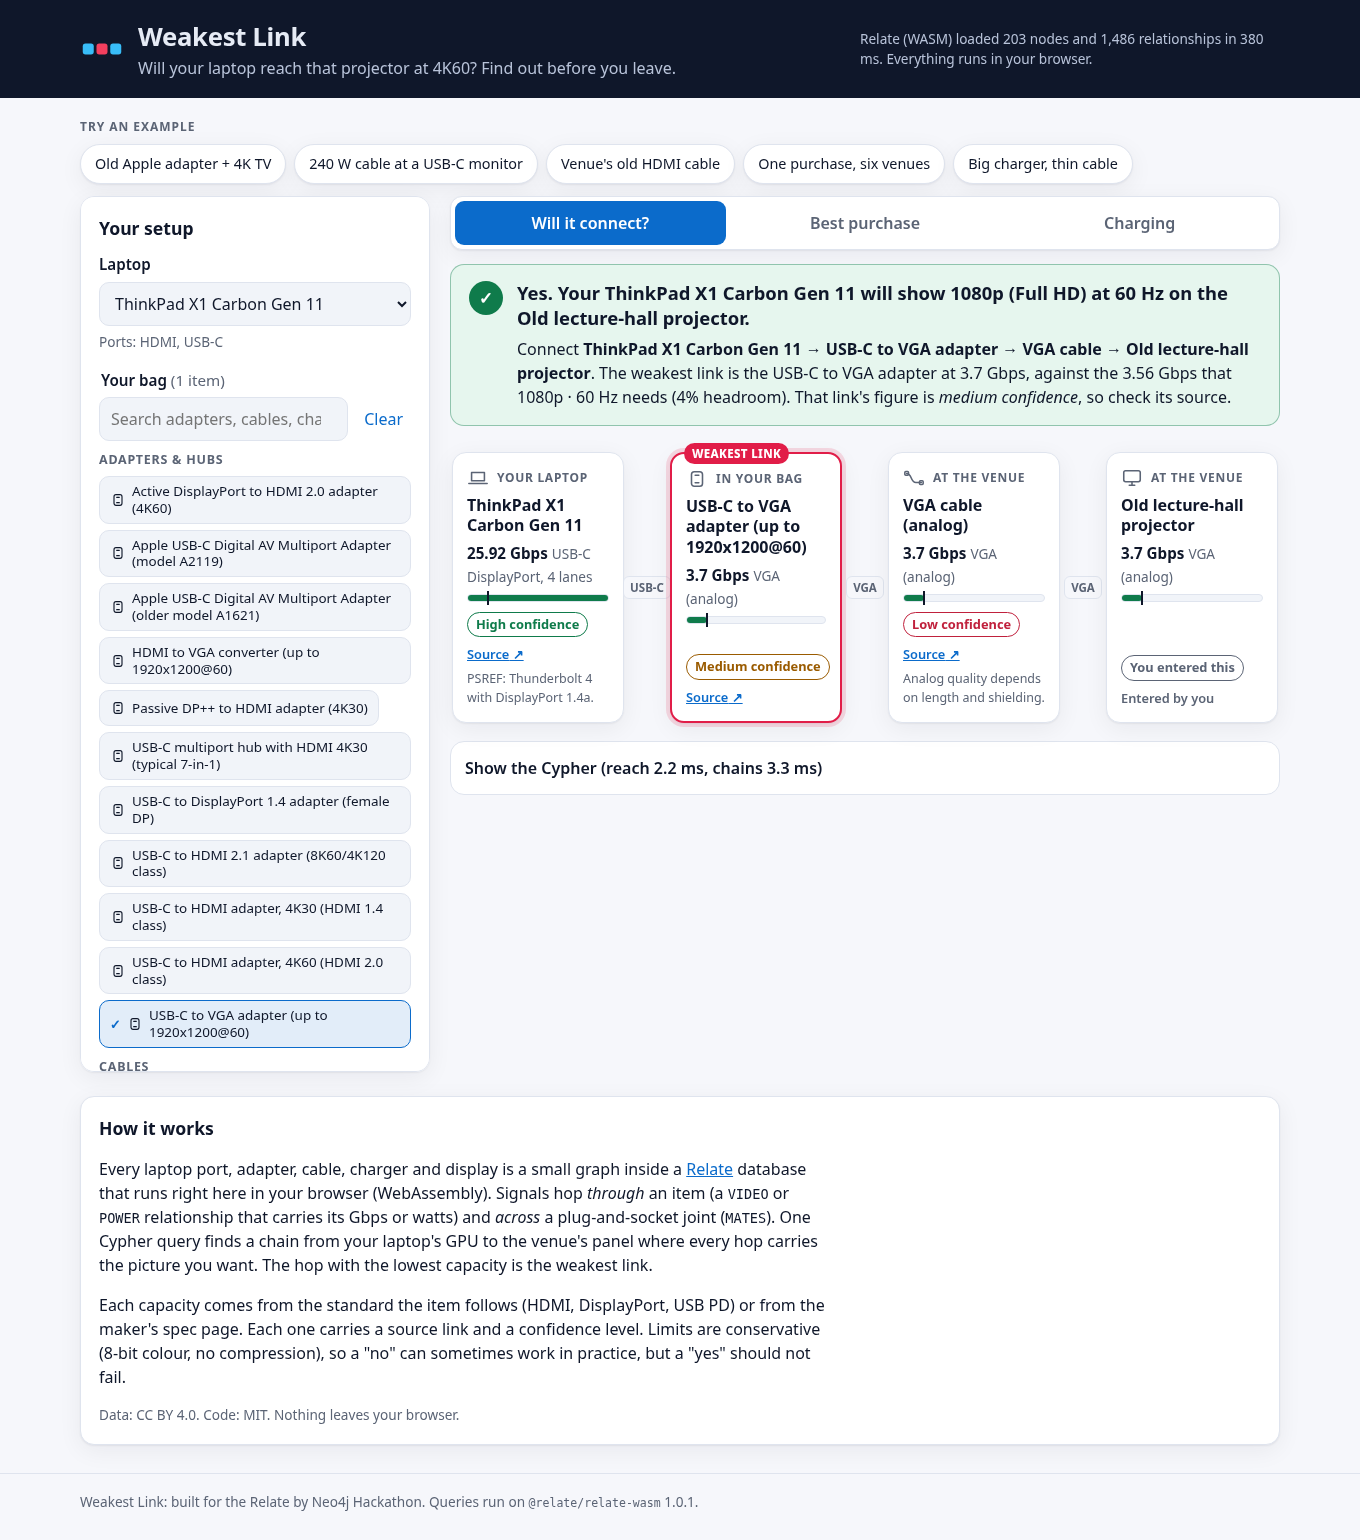 Weakest Link
Will your laptop reach that projector at 4K60? Find out before you leave.
Relate (WASM) loaded 203 nodes and 1,486 relationships in 380
ms. Everything runs in your browser.
TRY AN EXAMPLE
Old Apple adapter + 4K TV
240 W cable at a USB-C monitor
Venue's old HDMI cable
One purchase, six venues
Big charger, thin cable
Your setup
Laptop
ThinkPad X1 Carbon Gen 11
Ports: HDMI, USB-C
Your bag (1 item)
Search adapters, cables, cha
Clear
ADAPTERS & HUBS
Active DisplayPort to HDMI 2.0 adapter
(4K60)
Apple USB-C Digital AV Multiport Adapter
(model A2119)
Apple USB-C Digital AV Multiport Adapter
(older model A1621)
HDMI to VGA converter (up to
1920x1200@60)
Passive DP++ to HDMI adapter (4K30)
USB-C multiport hub with HDMI 4K30
(typical 7-in-1)
USB-C to DisplayPort 1.4 adapter (female
DP)
USB-C to HDMI 2.1 adapter (8K60/4K120
class)
USB-C to HDMI adapter, 4K30 (HDMI 1.4
class)
USB-C to HDMI adapter, 4K60 (HDMI 2.0
class)
✓ USB-C to VGA adapter (up to
1920x1200@60)
CABLES
Will it connect?
Best purchase
Charging
✓
Yes. Your ThinkPad X1 Carbon Gen 11 will show 1080p (Full HD) at 60 Hz on the
Old lecture-hall projector.
Connect ThinkPad X1 Carbon Gen 11 → USB-C to VGA adapter → VGA cable → Old lecture-hall
projector. The weakest link is the USB-C to VGA adapter at 3.7 Gbps, against the 3.56 Gbps that
1080p · 60 Hz needs (4% headroom). That link's figure is medium confidence, so check its source.
YOUR LAPTOP
ThinkPad X1
Carbon Gen 11
25.92 Gbps USB-C
DisplayPort, 4 lanes
High confidence
Source ↗
PSREF: Thunderbolt 4
with DisplayPort 1.4a.
USB-C
WEAKEST LINK
IN YOUR BAG
USB-C to VGA
adapter (up to
1920x1200@60)
3.7 Gbps VGA
(analog)
Medium confidence
Source ↗
VGA
AT THE VENUE
VGA cable
(analog)
3.7 Gbps VGA
(analog)
Low confidence
Source ↗
Analog quality depends
on length and shielding.
VGA
AT THE VENUE
Old lecture-hall
projector
3.7 Gbps VGA
(analog)
You entered this
Entered by you
Show the Cypher (reach 2.2 ms, chains 3.3 ms)
How it works
Every laptop port, adapter, cable, charger and display is a small graph inside a Relate database
that runs right here in your browser (WebAssembly). Signals hop through an item (a VIDEO or
POWER relationship that carries its Gbps or watts) and across a plug-and-socket joint (MATES). One
Cypher query finds a chain from your laptop's GPU to the venue's panel where every hop carries
the picture you want. The hop with the lowest capacity is the weakest link.
Each capacity comes from the standard the item follows (HDMI, DisplayPort, USB PD) or from the
maker's spec page. Each one carries a source link and a confidence level. Limits are conservative
(8-bit colour, no compression), so a "no" can sometimes work in practice, but a "yes" should not
fail.
Data: CC BY 4.0. Code: MIT. Nothing leaves your browser.
Weakest Link: built for the Relate by Neo4j Hackathon. Queries run on @relate/relate-wasm 1.0.1.